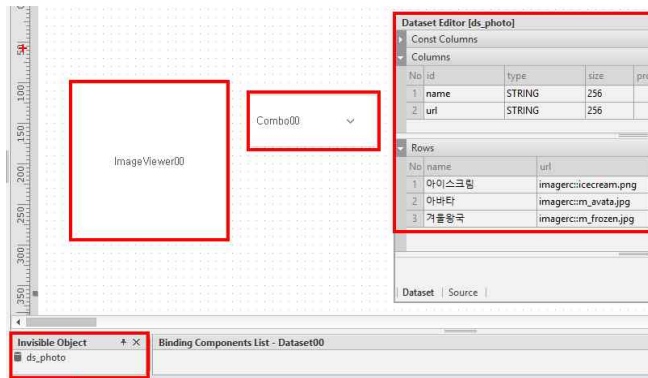 Dataset Editor [ds_photo]
Const Columns
Columns
No id type size pro
1 name STRING 256
2 url STRING 256
Rows
No name url
1 아이스크림 imagerc::icecream.png
2 아바타 imagerc::m_avata.jpg
3 겨울왕국 imagerc::m_frozen.jpg
Dataset | Source |
ImageViewer00
Combo00
50
100
150
200
250
300
350
Invisible Object
ds_photo
Binding Components List - Dataset00